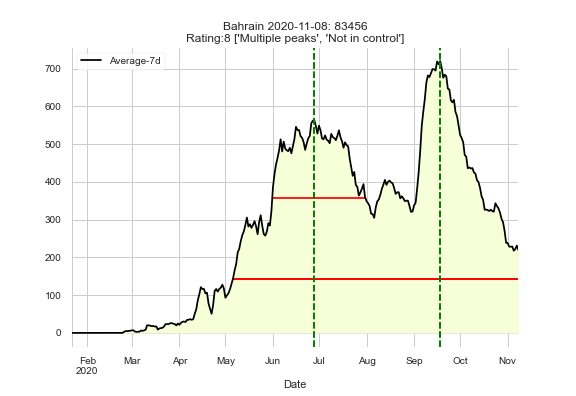 Bahrain 2020-11-08: 83456
Rating:8 ['Multiple peaks', 'Not in control']
Average-7d
700
600
500
400
300
200
100
0
Feb Mar Apr May Jun Jul Aug Sep Oct Nov
2020
Date